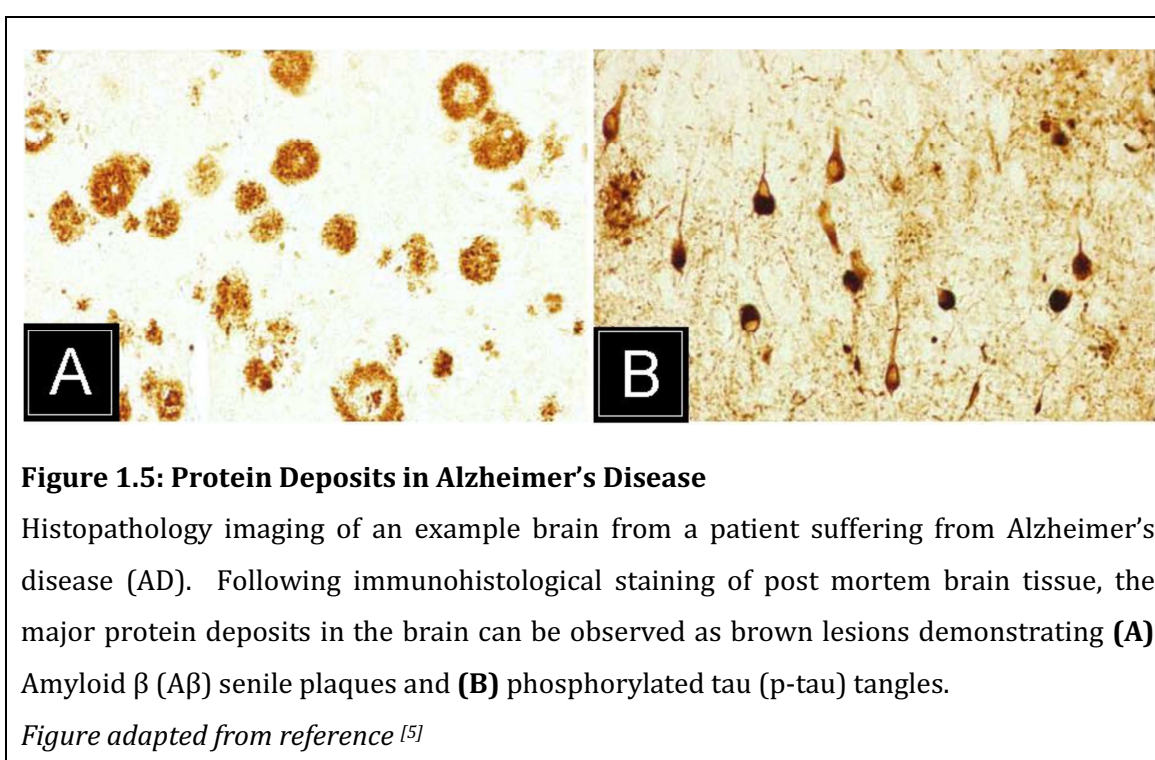 A
B
Figure 1.5: Protein Deposits in Alzheimer’s Disease
Histopathology imaging of an example brain from a patient suffering from Alzheimer’s
disease (AD).  Following immunohistological staining of post mortem brain tissue, the
major protein deposits in the brain can be observed as brown lesions demonstrating (A)
Amyloid β (Aβ) senile plaques and (B) phosphorylated tau (p-tau) tangles.
Figure adapted from reference [5]